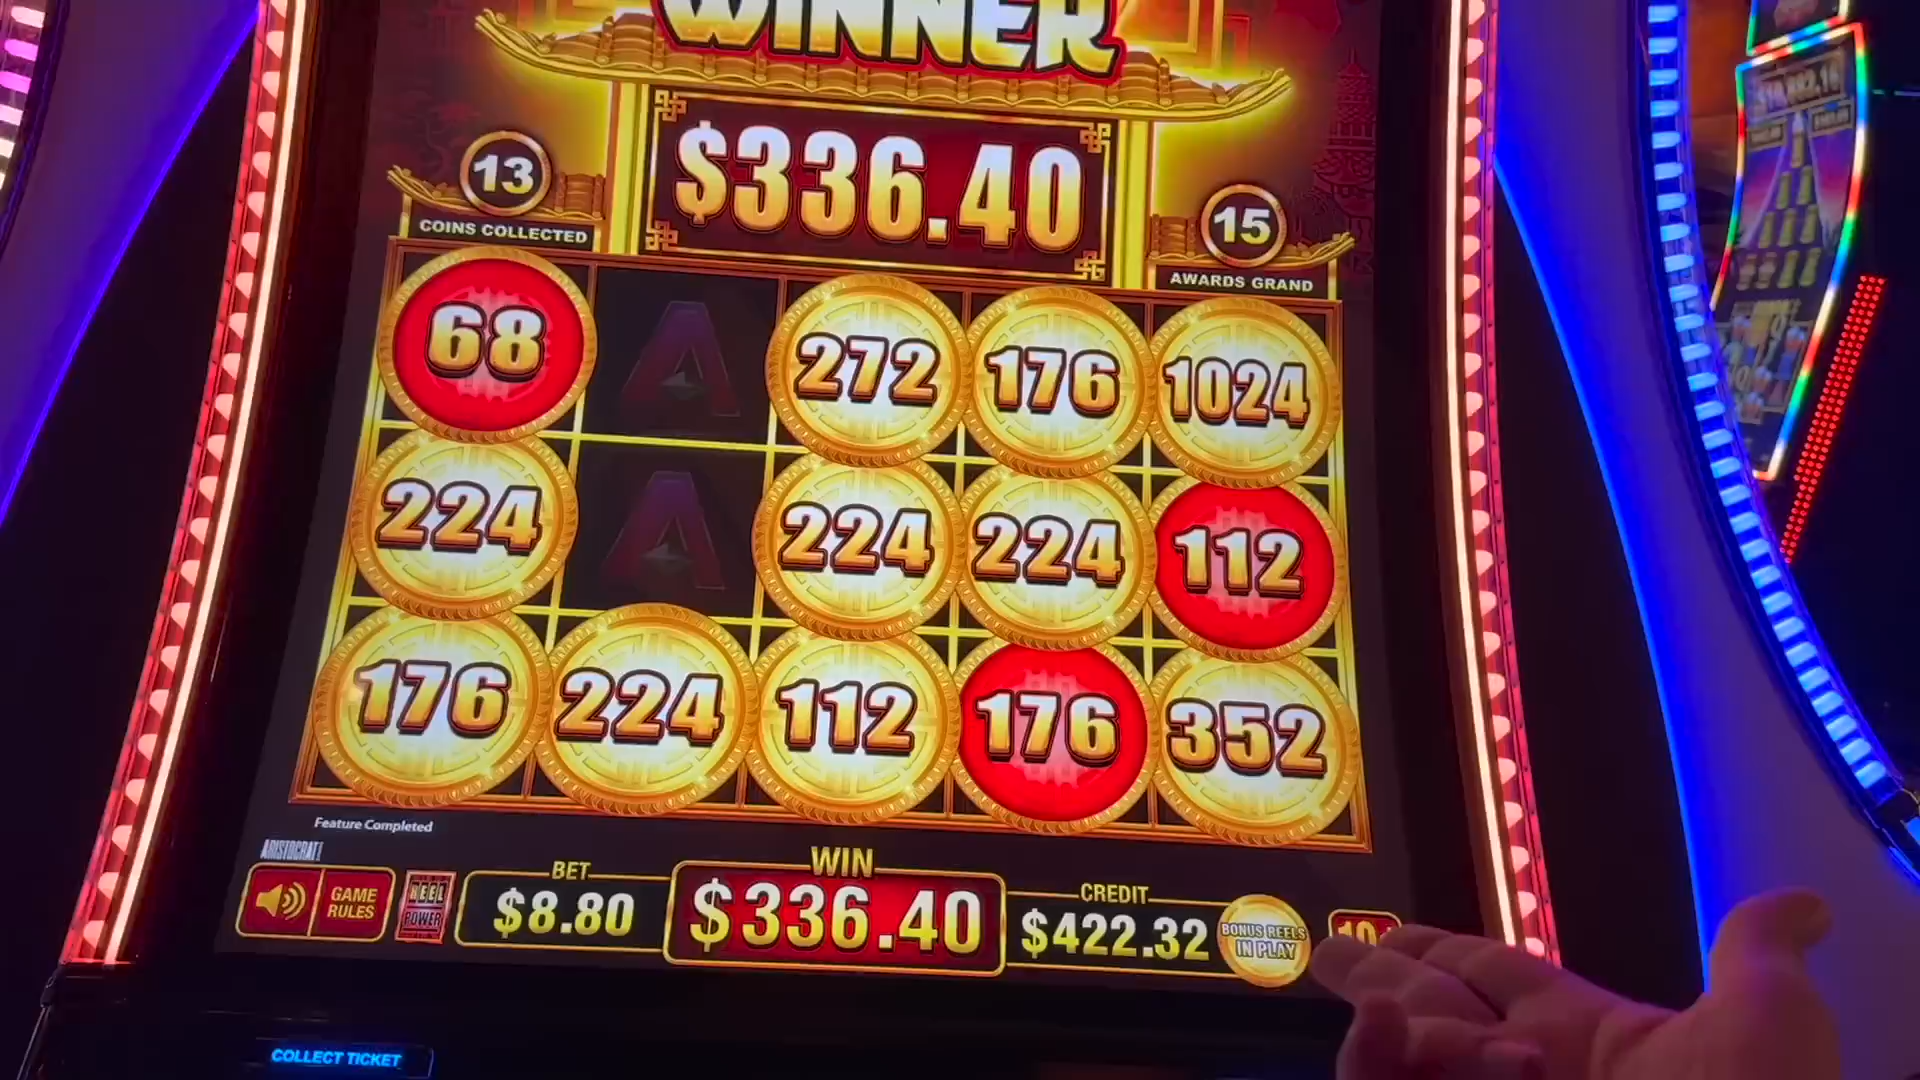 WINNER
$336.40
13
COINS COLLECTED
15
AWARDS GRAND
68 272 176 1024
224 224 224 112
176 224 112 176 352
Feature Completed
ARISTOCRAT
GAME RULES
REEL POWER
BET
$8.80
WIN
$336.40
CREDIT
$422.32
BONUS REELS
IN PLAY
COLLECT TICKET